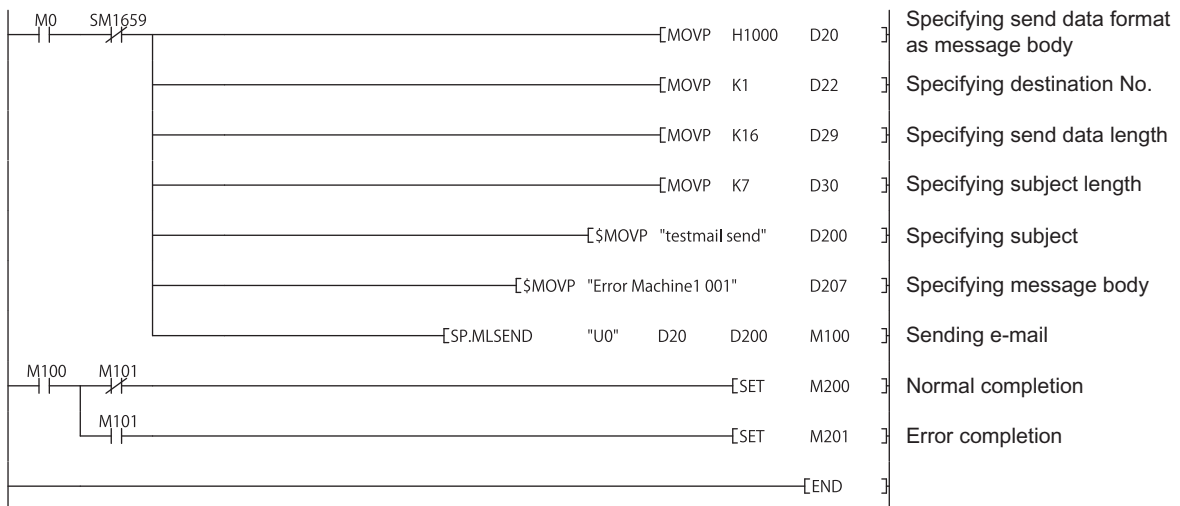 M0 SM1659 [MOVP H1000 D20 ] Specifying send data format
as message body
[MOVP K1 D22 ] Specifying destination No.
[MOVP K16 D29 ] Specifying send data length
[MOVP K7 D30 ] Specifying subject length
[$MOVP "testmail send" D200 ] Specifying subject
[$MOVP "Error Machine1 001" D207 ] Specifying message body
[SP.MLSEND "U0" D20 D200 M100 ] Sending e-mail
M100 M101 [SET M200 ] Normal completion
M101 [SET M201 ] Error completion
[END ]